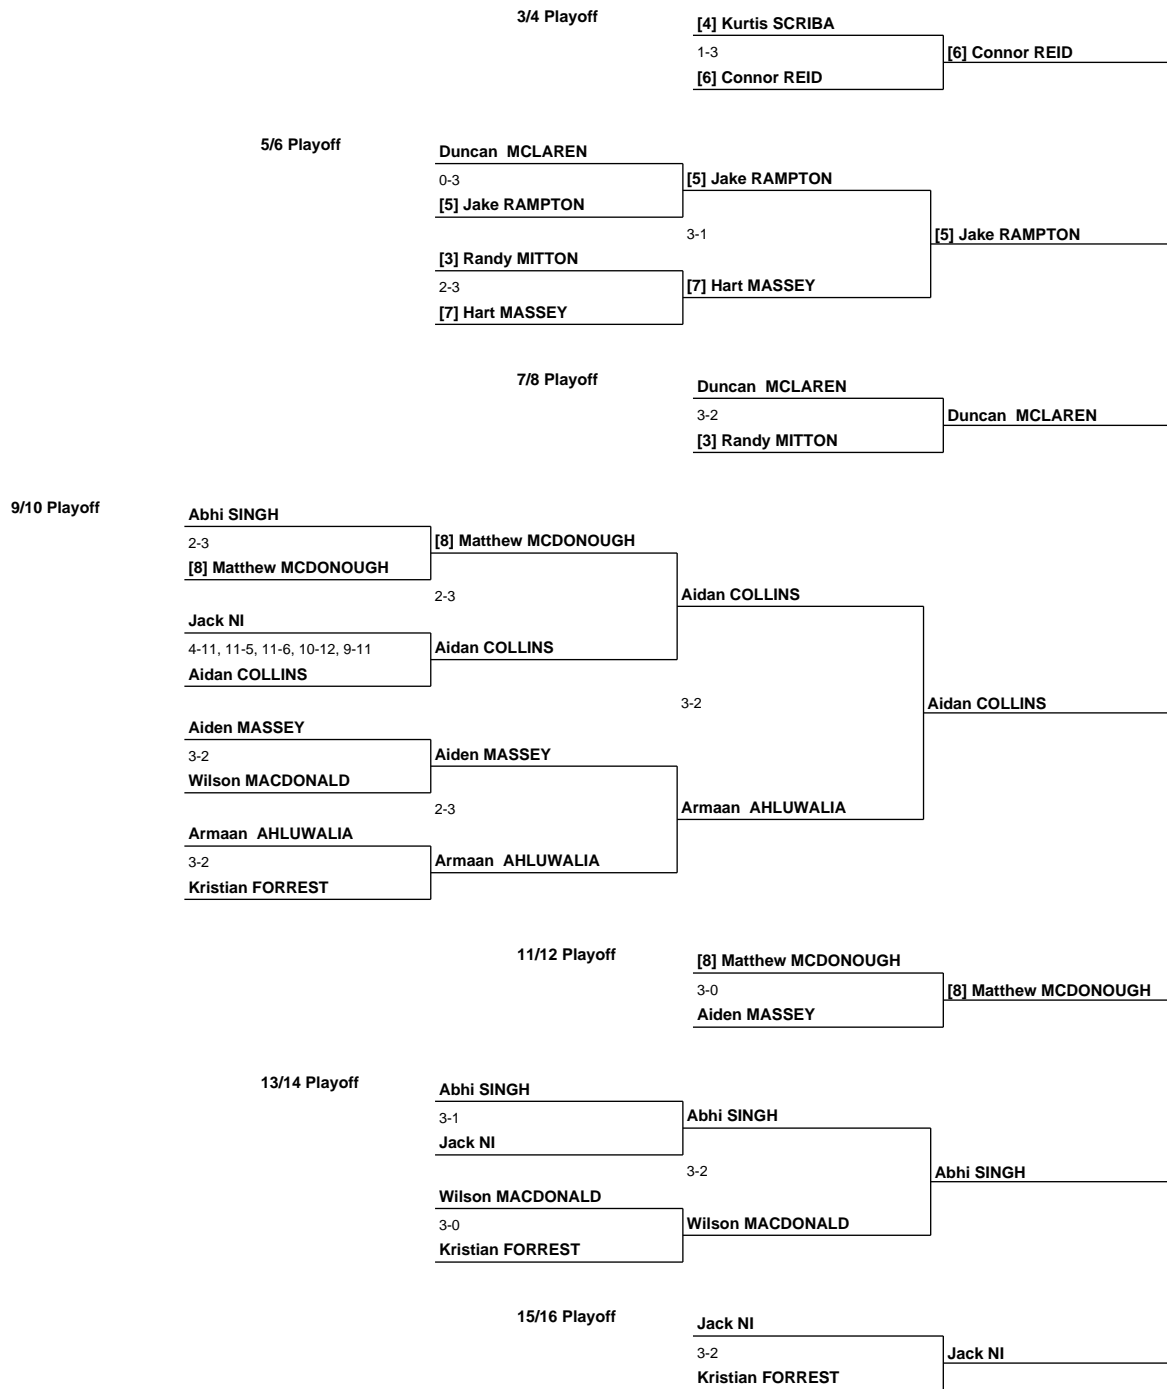 3/4 Playoff
[4] Kurtis SCRIBA
1-3
[6] Connor REID
[6] Connor REID
5/6 Playoff
Duncan  MCLAREN
0-3
[5] Jake RAMPTON
[5] Jake RAMPTON
3-1
[5] Jake RAMPTON
[3] Randy MITTON
2-3
[7] Hart MASSEY
[7] Hart MASSEY
7/8 Playoff
Duncan  MCLAREN
3-2
Duncan  MCLAREN
[3] Randy MITTON
9/10 Playoff
Abhi SINGH
2-3
[8] Matthew MCDONOUGH
[8] Matthew MCDONOUGH
2-3
Aidan COLLINS
Jack NI
4-11, 11-5, 11-6, 10-12, 9-11
Aidan COLLINS
Aidan COLLINS
3-2
Aidan COLLINS
Aiden MASSEY
3-2
Aiden MASSEY
Wilson MACDONALD
2-3
Armaan  AHLUWALIA
Armaan  AHLUWALIA
3-2
Armaan  AHLUWALIA
Kristian FORREST
11/12 Playoff
[8] Matthew MCDONOUGH
3-0
[8] Matthew MCDONOUGH
Aiden MASSEY
13/14 Playoff
Abhi SINGH
3-1
Abhi SINGH
Jack NI
3-2
Abhi SINGH
Wilson MACDONALD
3-0
Wilson MACDONALD
Kristian FORREST
15/16 Playoff
Jack NI
3-2
Jack NI
Kristian FORREST